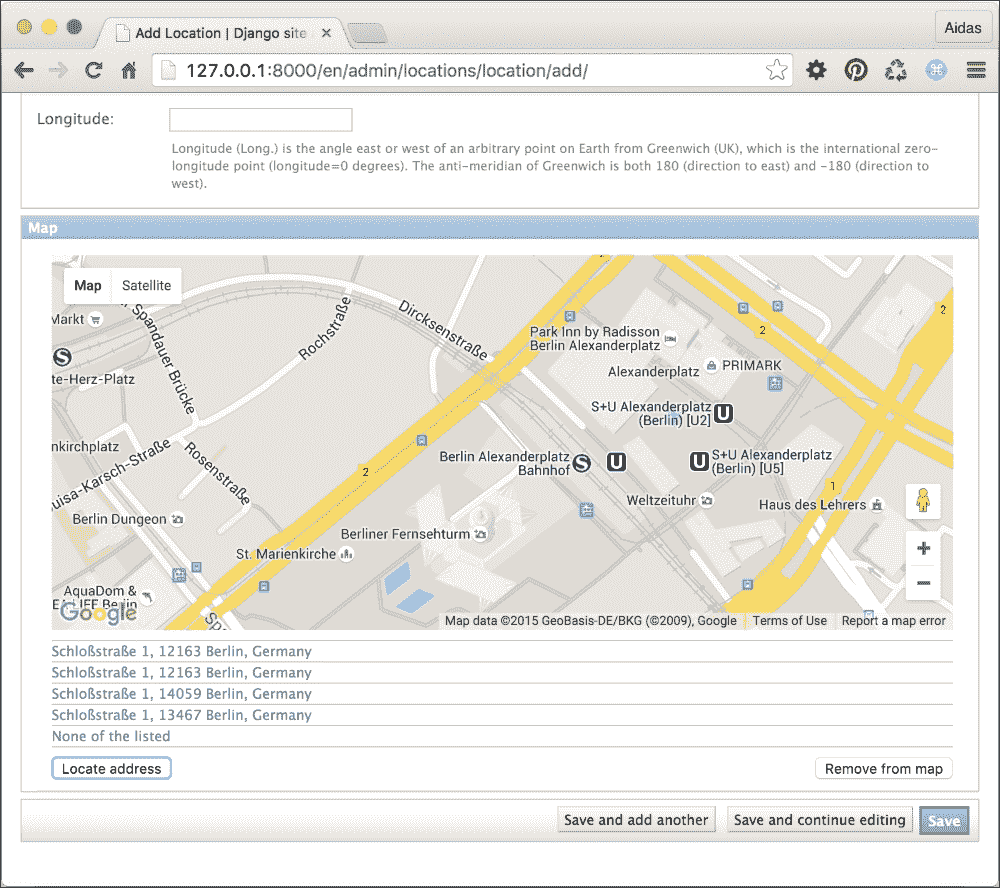 Add Location | Django site
Aidas
127.0.0.1:8000/en/admin/locations/location/add/
Longitude:
Longitude (Long.) is the angle east or west of an arbitrary point on Earth from Greenwich (UK), which is the international zero-
longitude point (longitude=0 degrees). The anti-meridian of Greenwich is both 180 (direction to east) and -180 (direction to
west).
Map
Map
Satellite
Markt
Spandauer Brücke
Rochstraße
Dircksenstraße
2
2
2
Park Inn by Radisson
Berlin Alexanderplatz
Alexanderplatz
PRIMARK
S
te-Herz-Platz
S+U Alexanderplatz
(Berlin) [U2]
U
nkirchplatz
uisa-Karsch-Straße
Rosenstraße
Berlin Alexanderplatz
Bahnhof
S
U
U
S+U Alexanderplatz
(Berlin) [U5]
1
Weltzeituhr
Haus des Lehrers
Berlin Dungeon
Berliner Fernsehturm
St. Marienkirche
AquaDom &
Berlin
Google
Sp
Map data ©2015 GeoBasis-DE/BKG (©2009), Google
Terms of Use
Report a map error
Schloßstraße 1, 12163 Berlin, Germany
Schloßstraße 1, 12163 Berlin, Germany
Schloßstraße 1, 14059 Berlin, Germany
Schloßstraße 1, 13467 Berlin, Germany
None of the listed
Locate address
Remove from map
Save and add another
Save and continue editing
Save